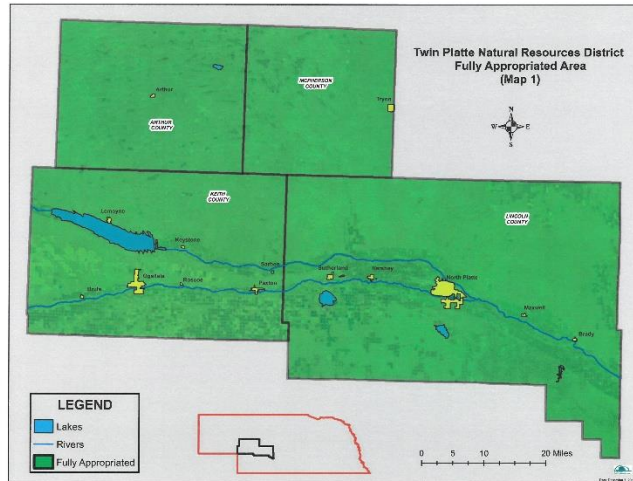 Twin Platte Natural Resources District
Fully Appropriated Area
(Map 1)
N
W E
S
Arthur
ARTHUR
COUNTY
MCPHERSON
COUNTY
Tryon
KEITH
COUNTY
LINCOLN
COUNTY
Lemoyne
Keystone
Sarben
Ogallala
Roscoe
Paxton
Brule
Sutherland
Hershey
North Platte
Maxwell
Brady
LEGEND
Lakes
Rivers
Fully Appropriated
0 5 10 20 Miles